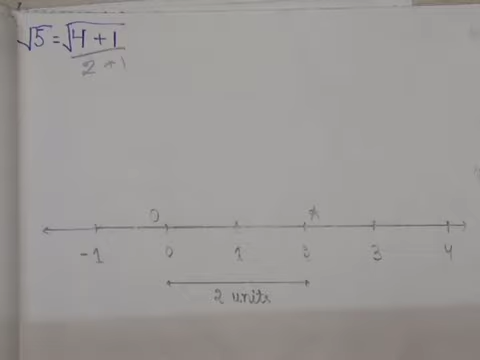 √5 = √4+1
2 +1
O A
-1 0 1 2 3 4
2 units